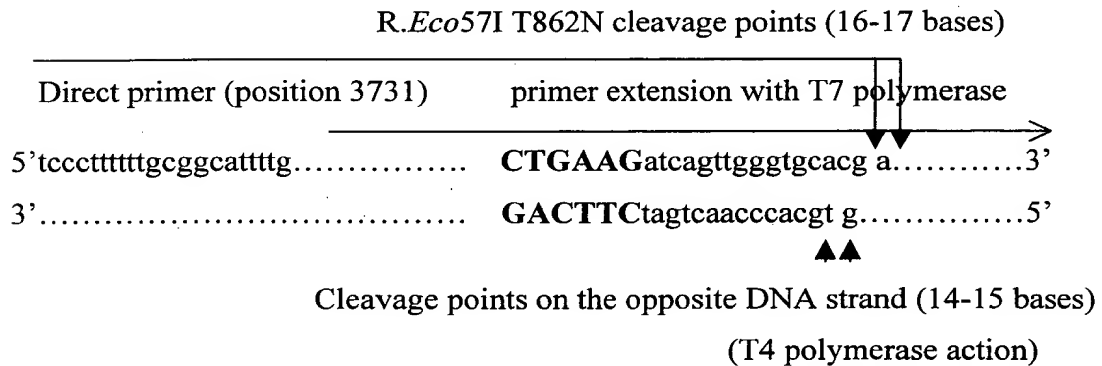 R.Eco57I T862N cleavage points (16-17 bases)
Direct primer (position 3731) primer extension with T7 polymerase
5’tcccttttttgcggcattttg……………… CTGAAGatcagttgggtgcacg a…………3’
3’………………………………………… GACTTCtagtcaacccacgt g……………5’
Cleavage points on the opposite DNA strand (14-15 bases)
(T4 polymerase action)